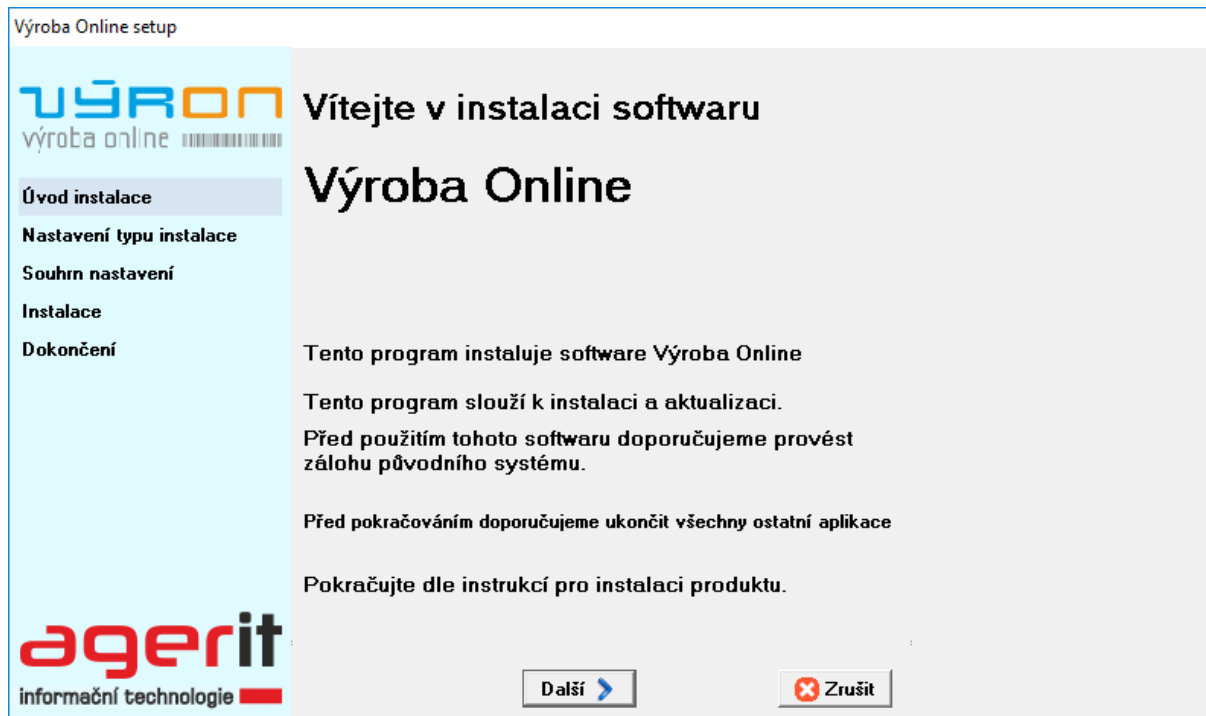 Výroba Online setup
VÝRON
výroba online
Úvod instalace
Nastavení typu instalace
Souhrn nastavení
Instalace
Dokončení
agerit
informační technologie
Vítejte v instalaci softwaru
Výroba Online
Tento program instaluje software Výroba Online
Tento program slouží k instalaci a aktualizaci.
Před použitím tohoto softwaru doporučujeme provést
zálohu původního systému.
Před pokračováním doporučujeme ukončit všechny ostatní aplikace
Pokračujte dle instrukcí pro instalaci produktu.
Další
Zrušit